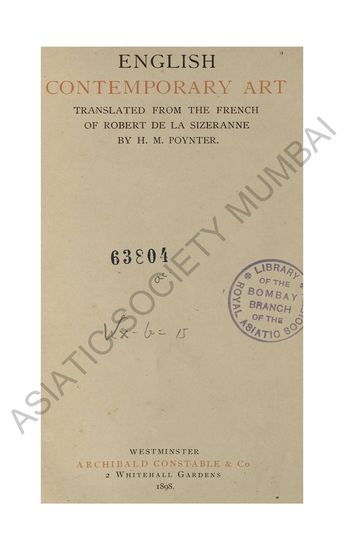 ENGLISH
CONTEMPORARY ART
TRANSLATED FROM THE FRENCH
OF ROBERT DE LA SIZERANNE
BY H. M. POYNTER.
63804
LIBRARY
OF THE
BOMBAY
BRANCH
OF THE
ROYAL ASIATIC SOCI
ASIATIC SOCIETY MUMBAI
WESTMINSTER
ARCHIBALD CONSTABLE & Co
2 WHITEHALL GARDENS
1898.